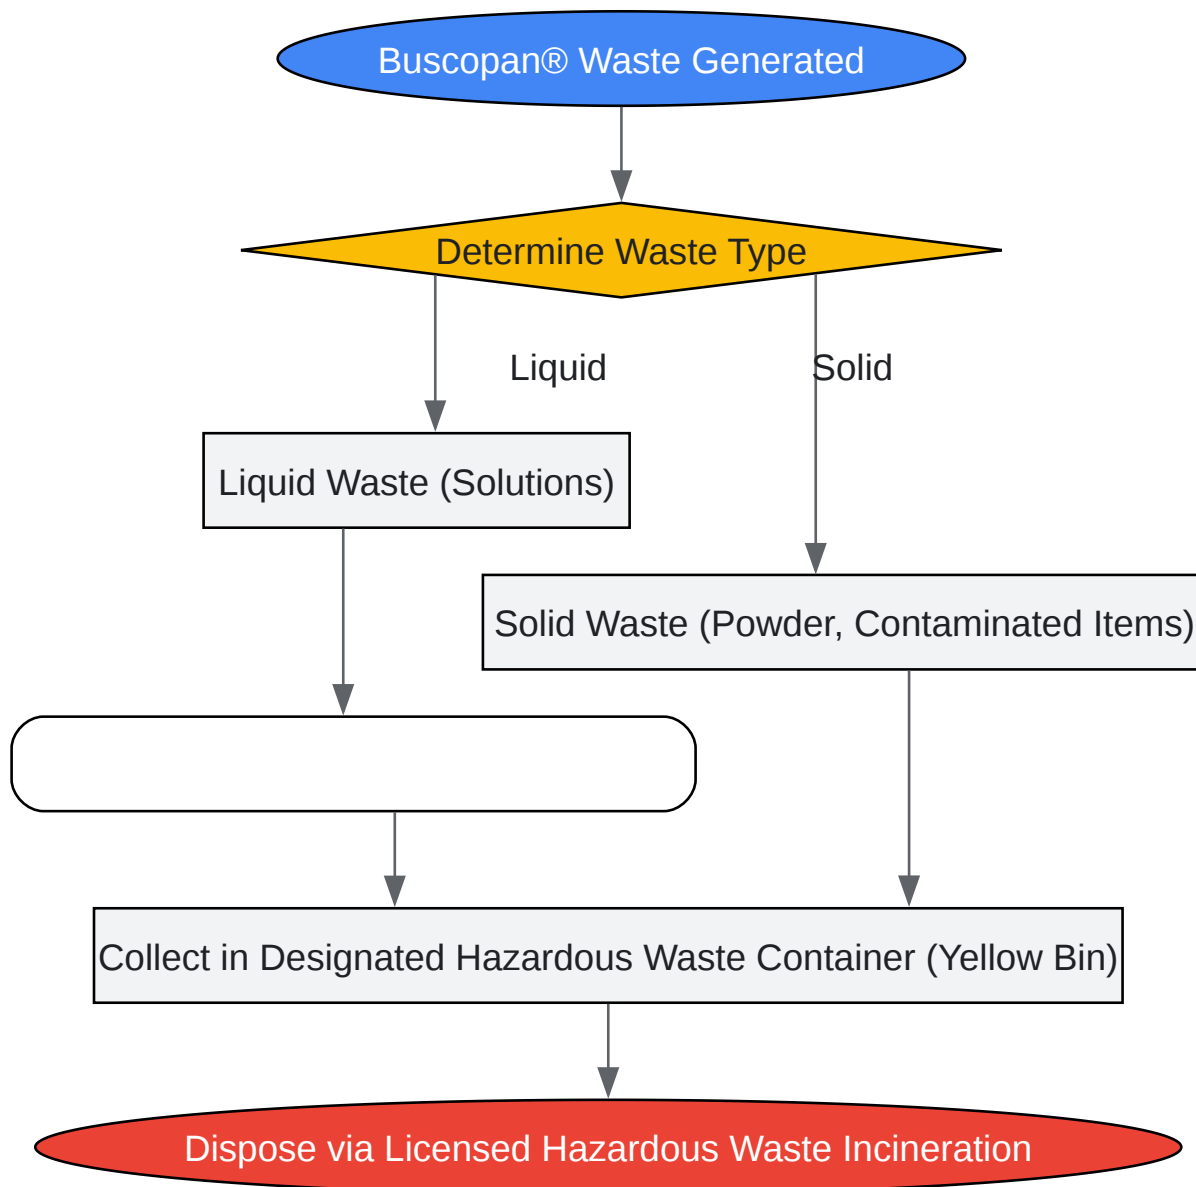 Buscopan® Waste Generated
Determine Waste Type
Liquid
Solid
Liquid Waste (Solutions)
Solid Waste (Powder, Contaminated Items)
Collect in Designated Hazardous Waste Container (Yellow Bin)
Dispose via Licensed Hazardous Waste Incineration